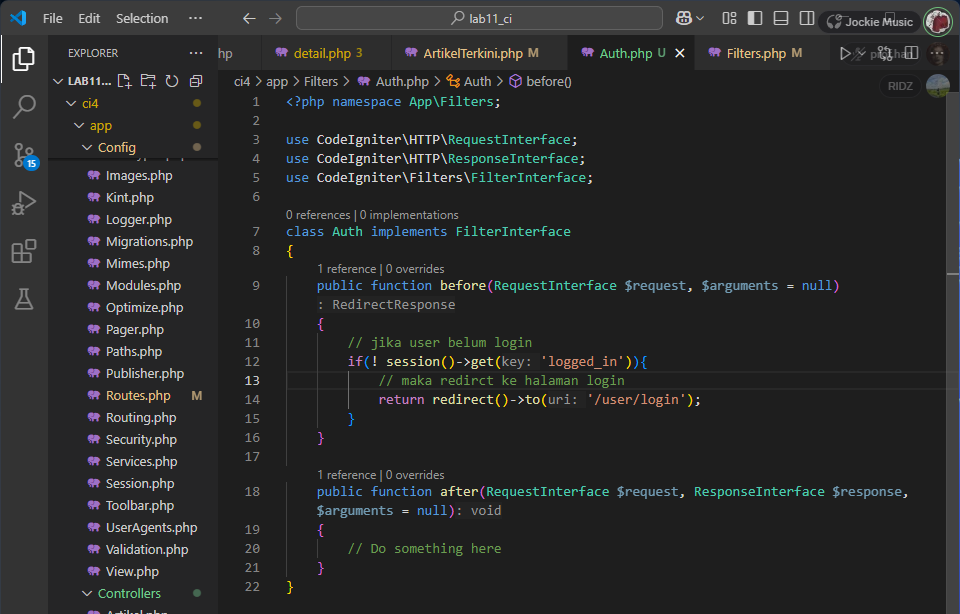 File Edit Selection ··· lab11_ci Jockie Music
EXPLORER ···
hp detail.php 3 ArtikelTerkini.php M Auth.php U Filters.php M
LAB11...
ci4 > app > Filters > Auth.php > Auth > before()
RIDZ
ci4
app
Config
Images.php
Kint.php
Logger.php
Migrations.php
Mimes.php
Modules.php
Optimize.php
Pager.php
Paths.php
Publisher.php
Routes.php M
Routing.php
Security.php
Services.php
Session.php
Toolbar.php
UserAgents.php
Validation.php
View.php
Controllers
15
1 <?php namespace App\Filters;
2
3 use CodeIgniter\HTTP\RequestInterface;
4 use CodeIgniter\HTTP\ResponseInterface;
5 use CodeIgniter\Filters\FilterInterface;
6
0 references | 0 implementations
7 class Auth implements FilterInterface
8 {
1 reference | 0 overrides
9 public function before(RequestInterface $request, $arguments = null)
: RedirectResponse
10 {
11 // jika user belum login
12 if(! session()->get(key: 'logged_in')){
13 // maka redirct ke halaman login
14 return redirect()->to(uri: '/user/login');
15 }
16 }
17
1 reference | 0 overrides
18 public function after(RequestInterface $request, ResponseInterface $response,
$arguments = null): void
19 {
20 // Do something here
21 }
22 }